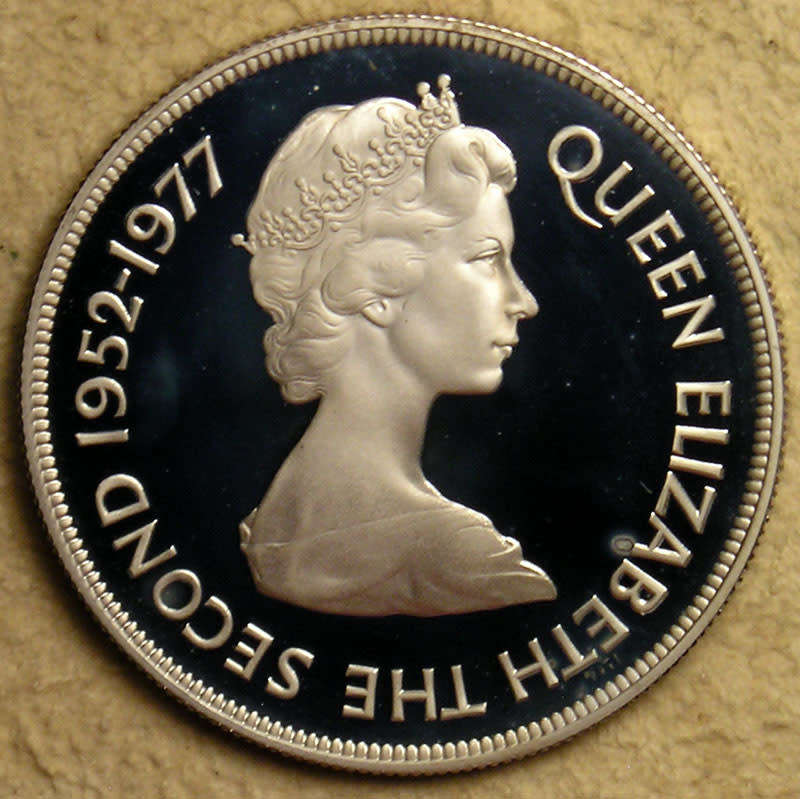 QUEEN ELIZABETH THE SECOND 1952-1977